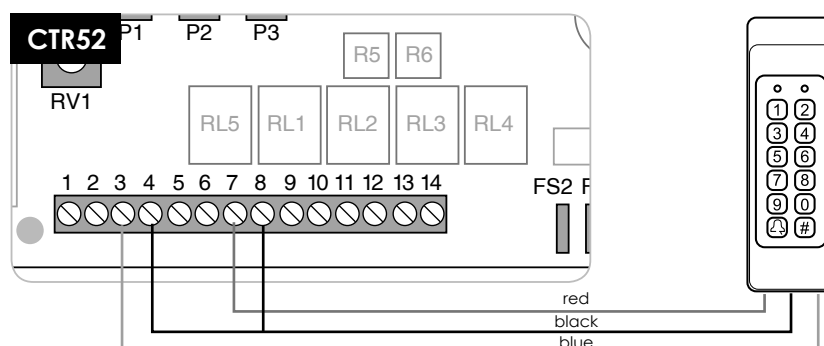 CTR52
P1 P2 P3
R5 R6
RV1
RL5 RL1 RL2 RL3 RL4
1 2
3 4
5 6
7 8
9 0
#
1 2 3 4 5 6 7 8 9 10 11 12 13 14
FS2 F
red
black
blue